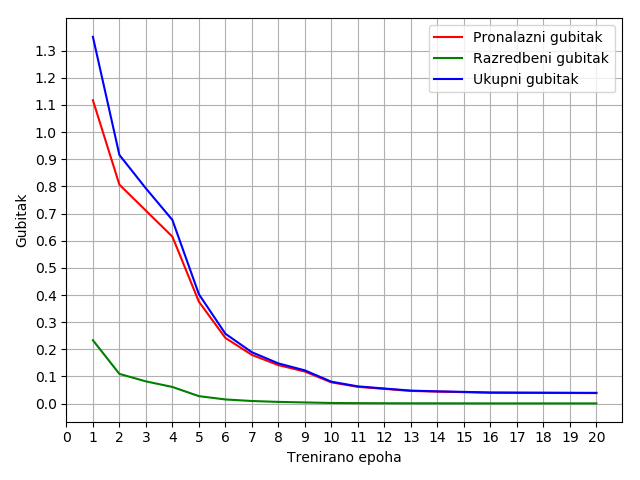 Pronalazni gubitak
Razredbeni gubitak
Ukupni gubitak
1.3
1.2
1.1
1.0
0.9
0.8
0.7
0.6
0.5
0.4
0.3
0.2
0.1
0.0
Gubitak
0 1 2 3 4 5 6 7 8 9 10 11 12 13 14 15 16 17 18 19 20
Trenirano epoha